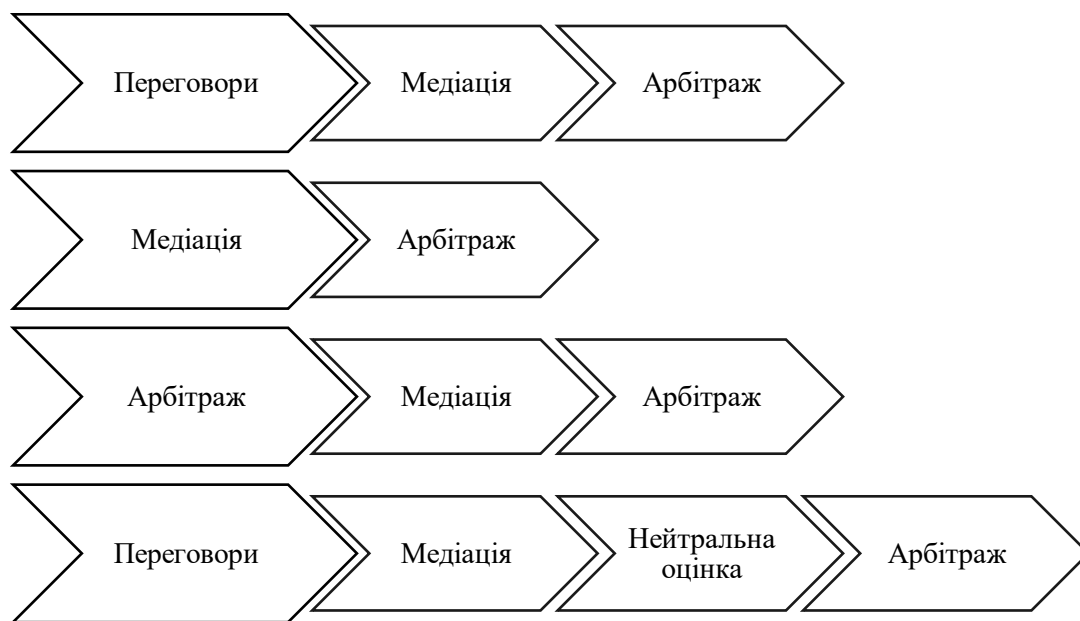 Переговори
Медіація
Арбітраж
Медіація
Арбітраж
Арбітраж
Медіація
Арбітраж
Переговори
Медіація
Нейтральна
оцінка
Арбітраж